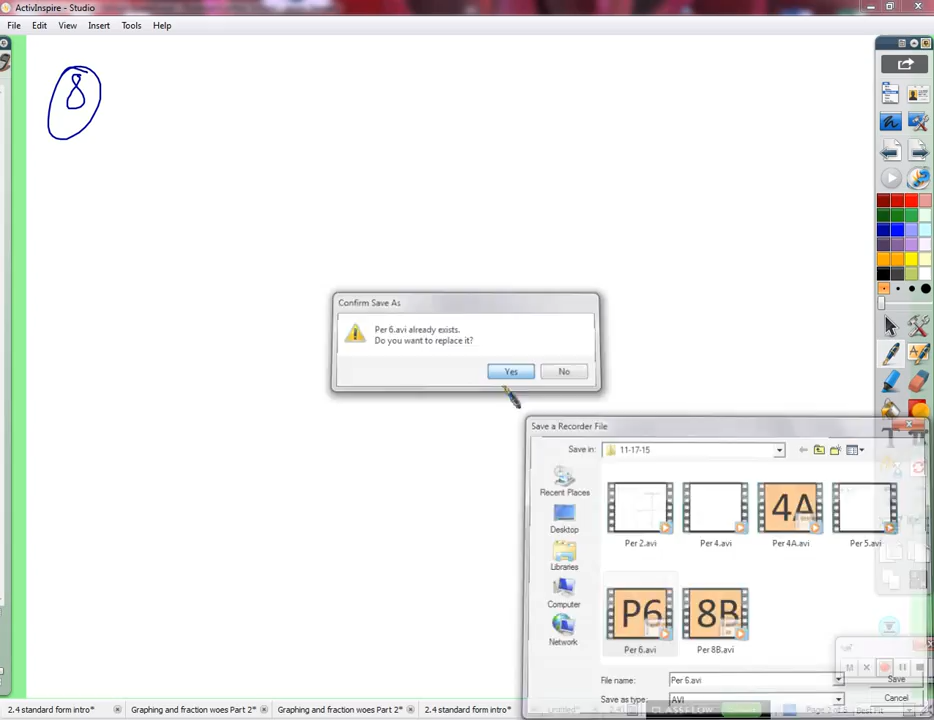 ActivInspire - Studio
File Edit View Insert Tools Help
8
Confirm Save As
Per 6.avi already exists.
Do you want to replace it?
Yes No
Save a Recorder File
Save in: 11-17-15
Recent Places
Desktop
Libraries
Computer
Network
Per 2.avi Per 4.avi 4A Per 4A.avi Per 5.avi
P6 Per 6.avi 8B Per 8B.avi
File name: Per 6.avi Save
Save as type: AVI Cancel
2.4 standard form intro* Graphing and fraction woes Part 2* Graphing and fraction woes Part 2* 2.4 standard form intro* untitled* Best Fit